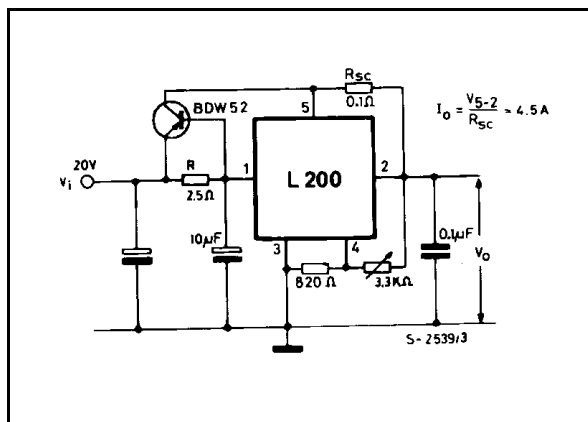 BDW52
Rsc
0.1Ω
5
I₀ = V₅₋₂ / Rsc = 4.5A
20V
Vi
R
2.5Ω
1
L 200
2
10µF
3
4
820 Ω
3.3KΩ
0.1µF
Vo
S-2539/3